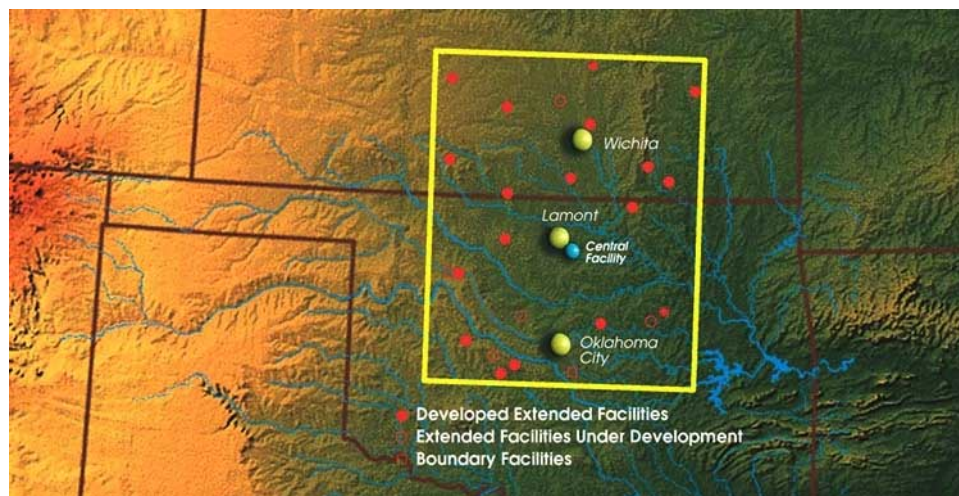 Wichita
Lamont
Central
Facility
Oklahoma
City
Developed Extended Facilities
Extended Facilities Under Development
Boundary Facilities